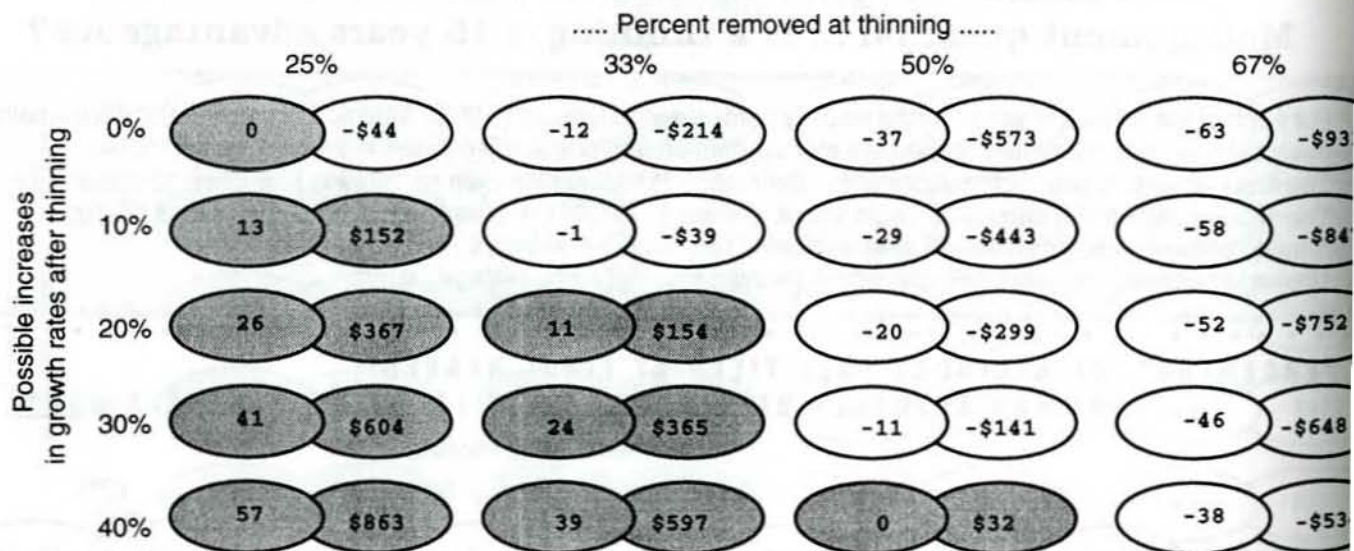 ..... Percent removed at thinning .....
25% 33% 50% 67%
Possible increases
in growth rates after thinning
0% 0 -$44 -12 -$214 -37 -$573 -63
10% 13 $152 -1 -$39 -29 -$443 -58
20% 26 $367 11 $154 -20 -$299 -52 -$752
30% 41 $604 24 $365 -11 -$141 -46 -$648
40% 57 $863 39 $597 0 $32 -38